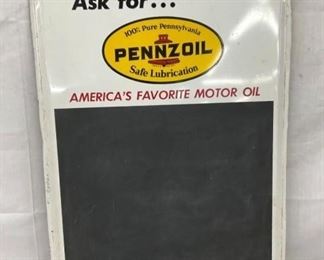 Ask for...
100% Pure Pennsylvania
PENNZOIL
Safe Lubrication
AMERICA'S FAVORITE MOTOR OIL